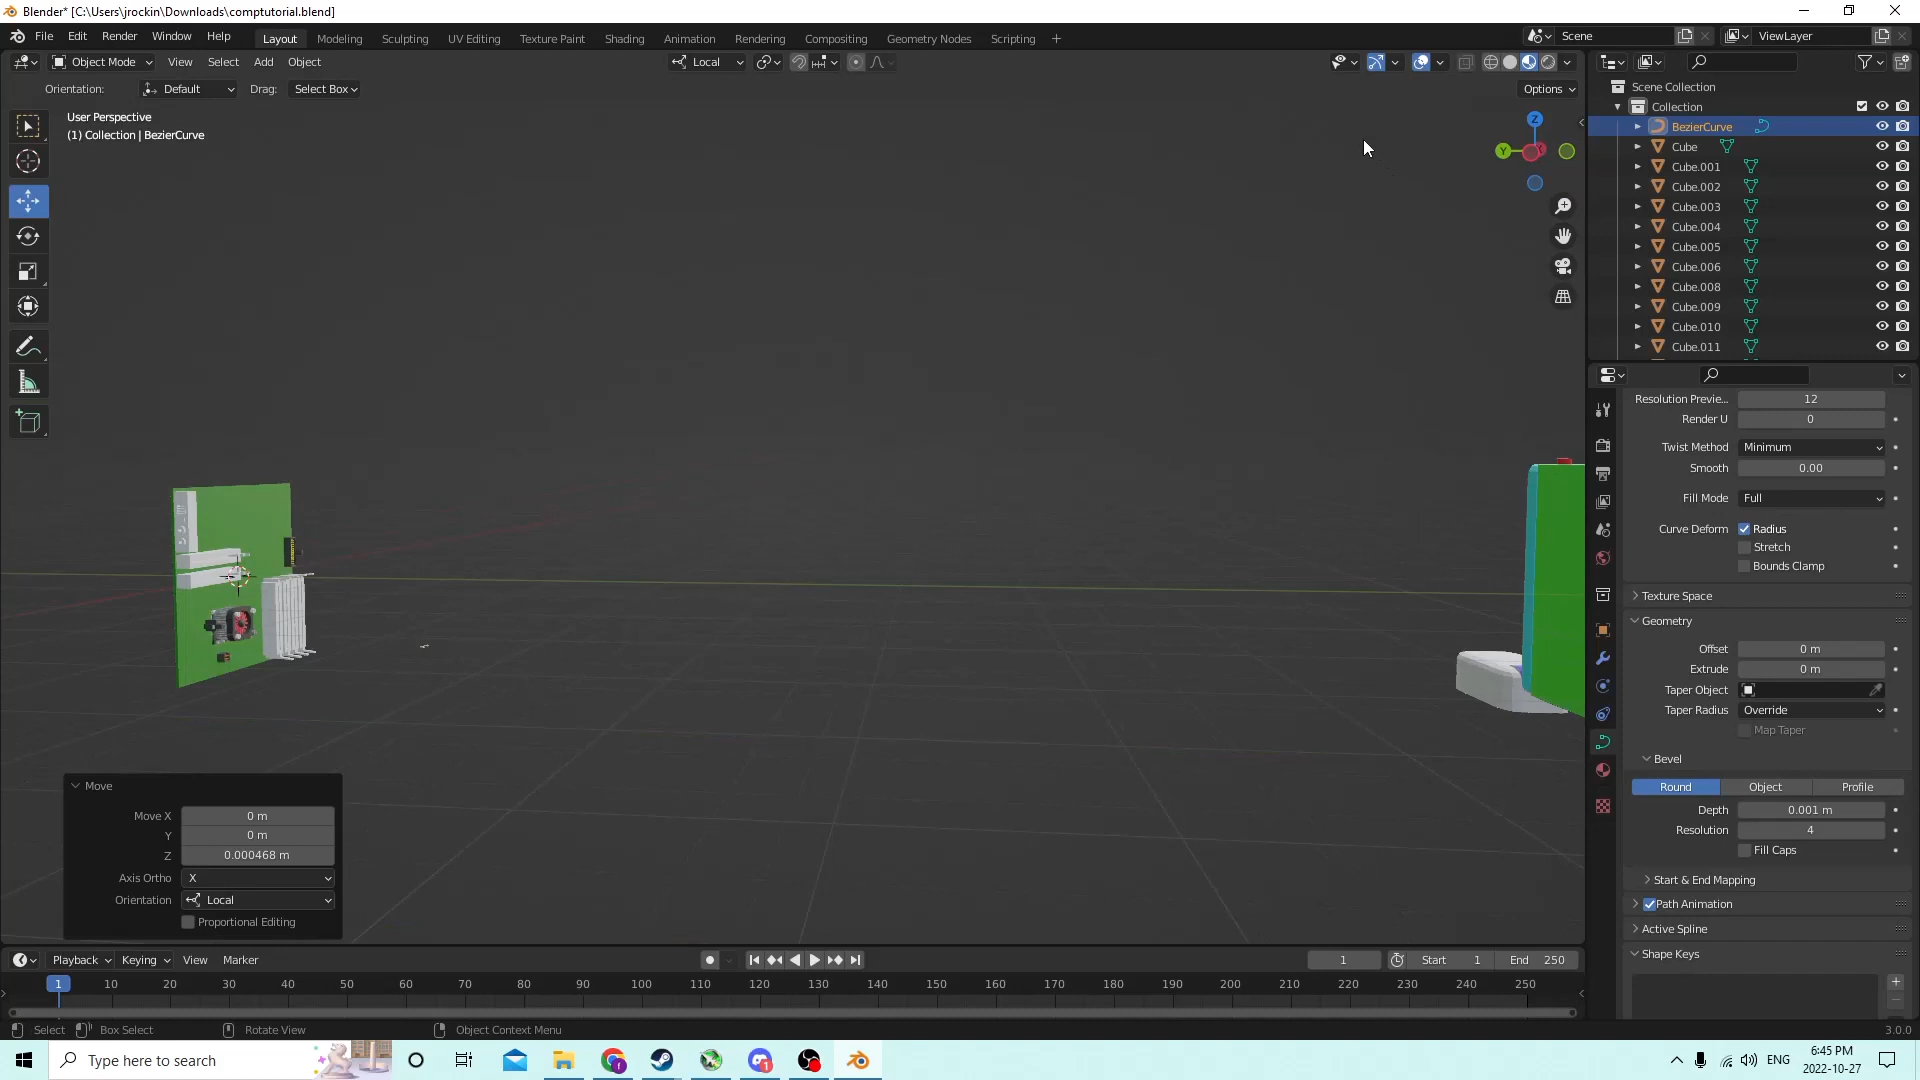 Blender* [C:\Users\jrockin\Downloads\comptutorial.blend]
File Edit Render Window Help
Layout Modeling Sculpting UV Editing Texture Paint Shading Animation Rendering Compositing Geometry Nodes Scripting +
Scene
ViewLayer
Object Mode View Select Add Object
Local
Orientation: Default Drag: Select Box
Options
User Perspective
(1) Collection | BezierCurve
Z
Y
Scene Collection
Collection
BezierCurve
Cube
Cube.001
Cube.002
Cube.003
Cube.004
Cube.005
Cube.006
Cube.008
Cube.009
Cube.010
Cube.011
Resolution Previe... 12
Render U 0
Twist Method Minimum
Smooth 0.00
Fill Mode Full
Curve Deform Radius
Stretch
Bounds Clamp
Texture Space
Geometry
Offset 0 m
Extrude 0 m
Taper Object
Taper Radius Override
Map Taper
Bevel
Round Object Profile
Depth 0.001 m
Resolution 4
Fill Caps
Start & End Mapping
Path Animation
Active Spline
Shape Keys
Move
Move X 0 m
Y 0 m
Z 0.000468 m
Axis Ortho X
Orientation Local
Proportional Editing
Playback Keying View Marker
1 Start 1 End 250
1 10 20 30 40 50 60 70 80 90 100 110 120 130 140 150 160 170 180 190 200 210 220 230 240 250
Select Box Select Rotate View Object Context Menu 3.0.0
Type here to search
ENG
6:45 PM
2022-10-27